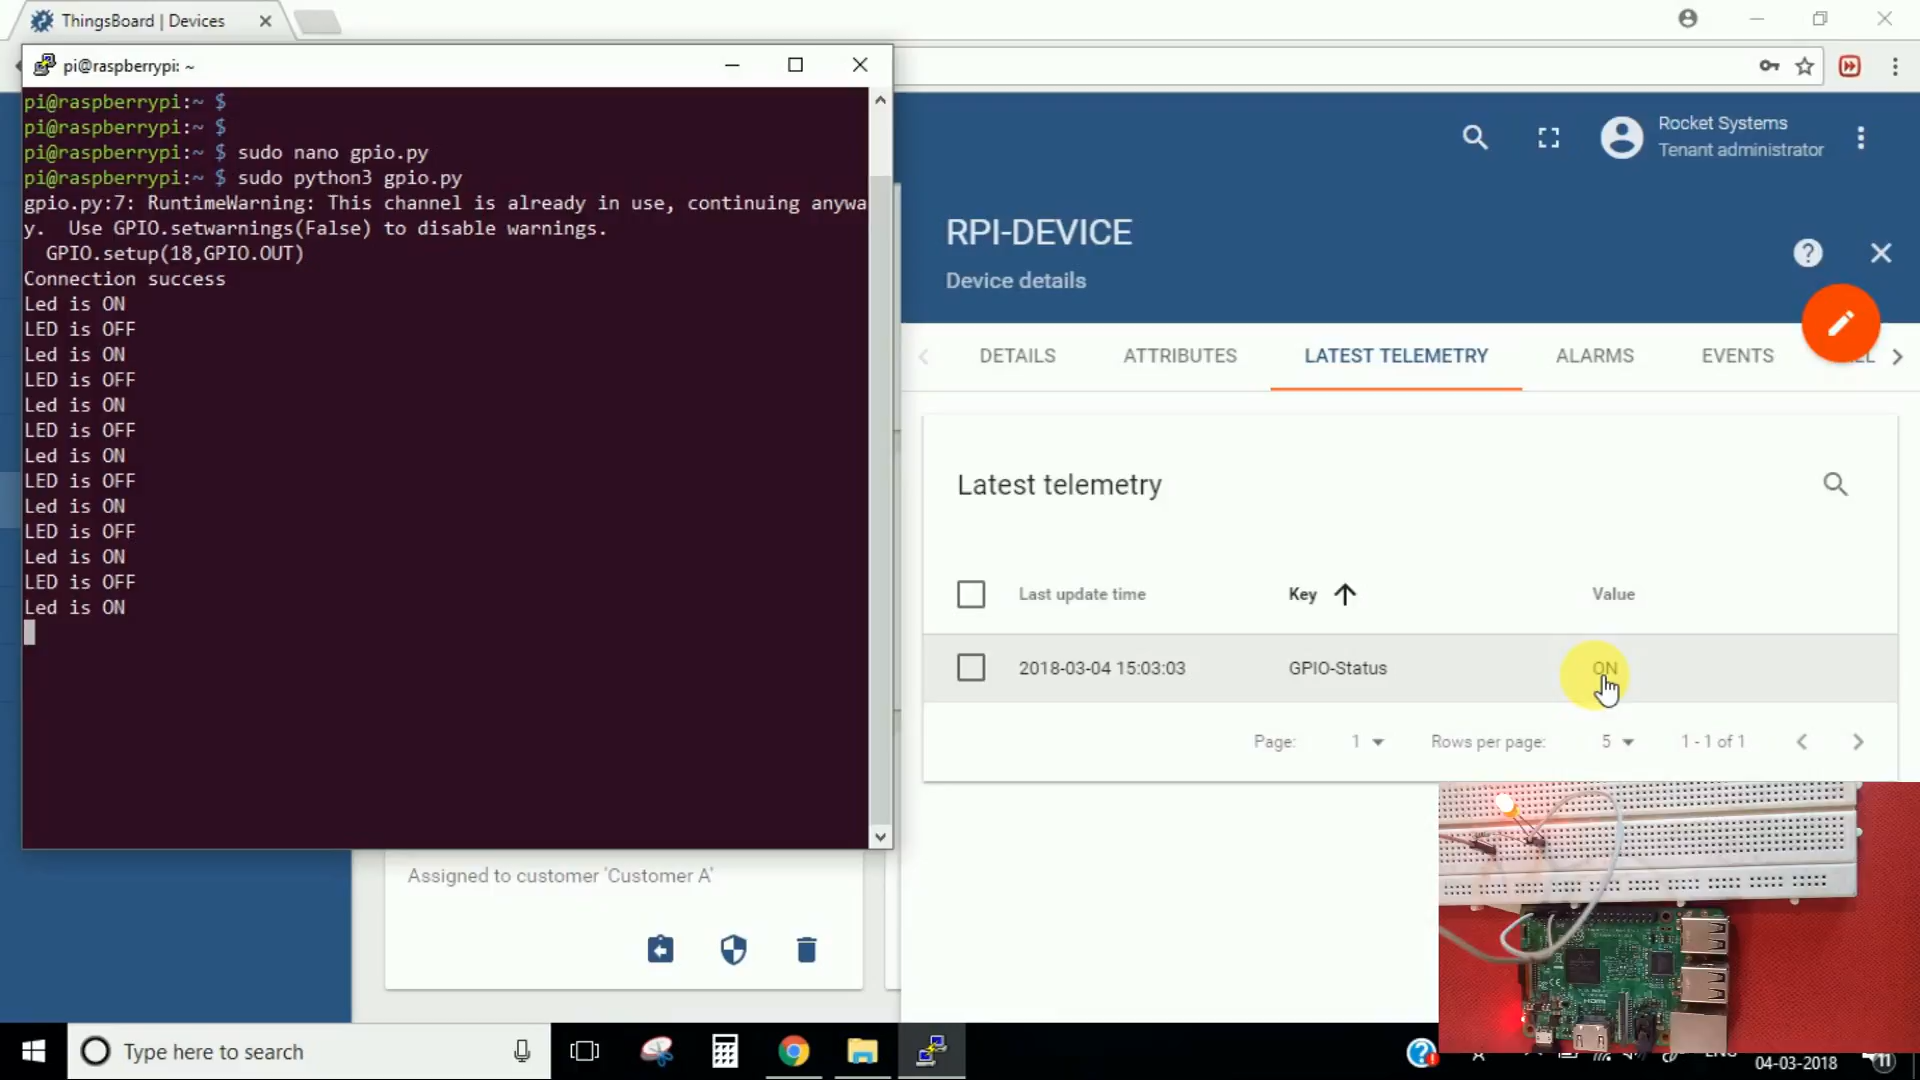 ThingsBoard | Devices
pi@raspberrypi: ~
pi@raspberrypi:~ $
pi@raspberrypi:~ $
pi@raspberrypi:~ $ sudo nano gpio.py
pi@raspberrypi:~ $ sudo python3 gpio.py
gpio.py:7: RuntimeWarning: This channel is already in use, continuing anywa
y.  Use GPIO.setwarnings(False) to disable warnings.
GPIO.setup(18,GPIO.OUT)
Connection success
Led is ON
LED is OFF
Led is ON
LED is OFF
Led is ON
LED is OFF
Led is ON
LED is OFF
Led is ON
LED is OFF
Led is ON
LED is OFF
Led is ON
Rocket Systems
Tenant administrator
RPI-DEVICE
Device details
DETAILS ATTRIBUTES LATEST TELEMETRY ALARMS EVENTS
Latest telemetry
Last update time Key Value
2018-03-04 15:03:03 GPIO-Status ON
Page: 1 Rows per page: 5 1 - 1 of 1
Assigned to customer 'Customer A'
Type here to search
04-03-2018
11